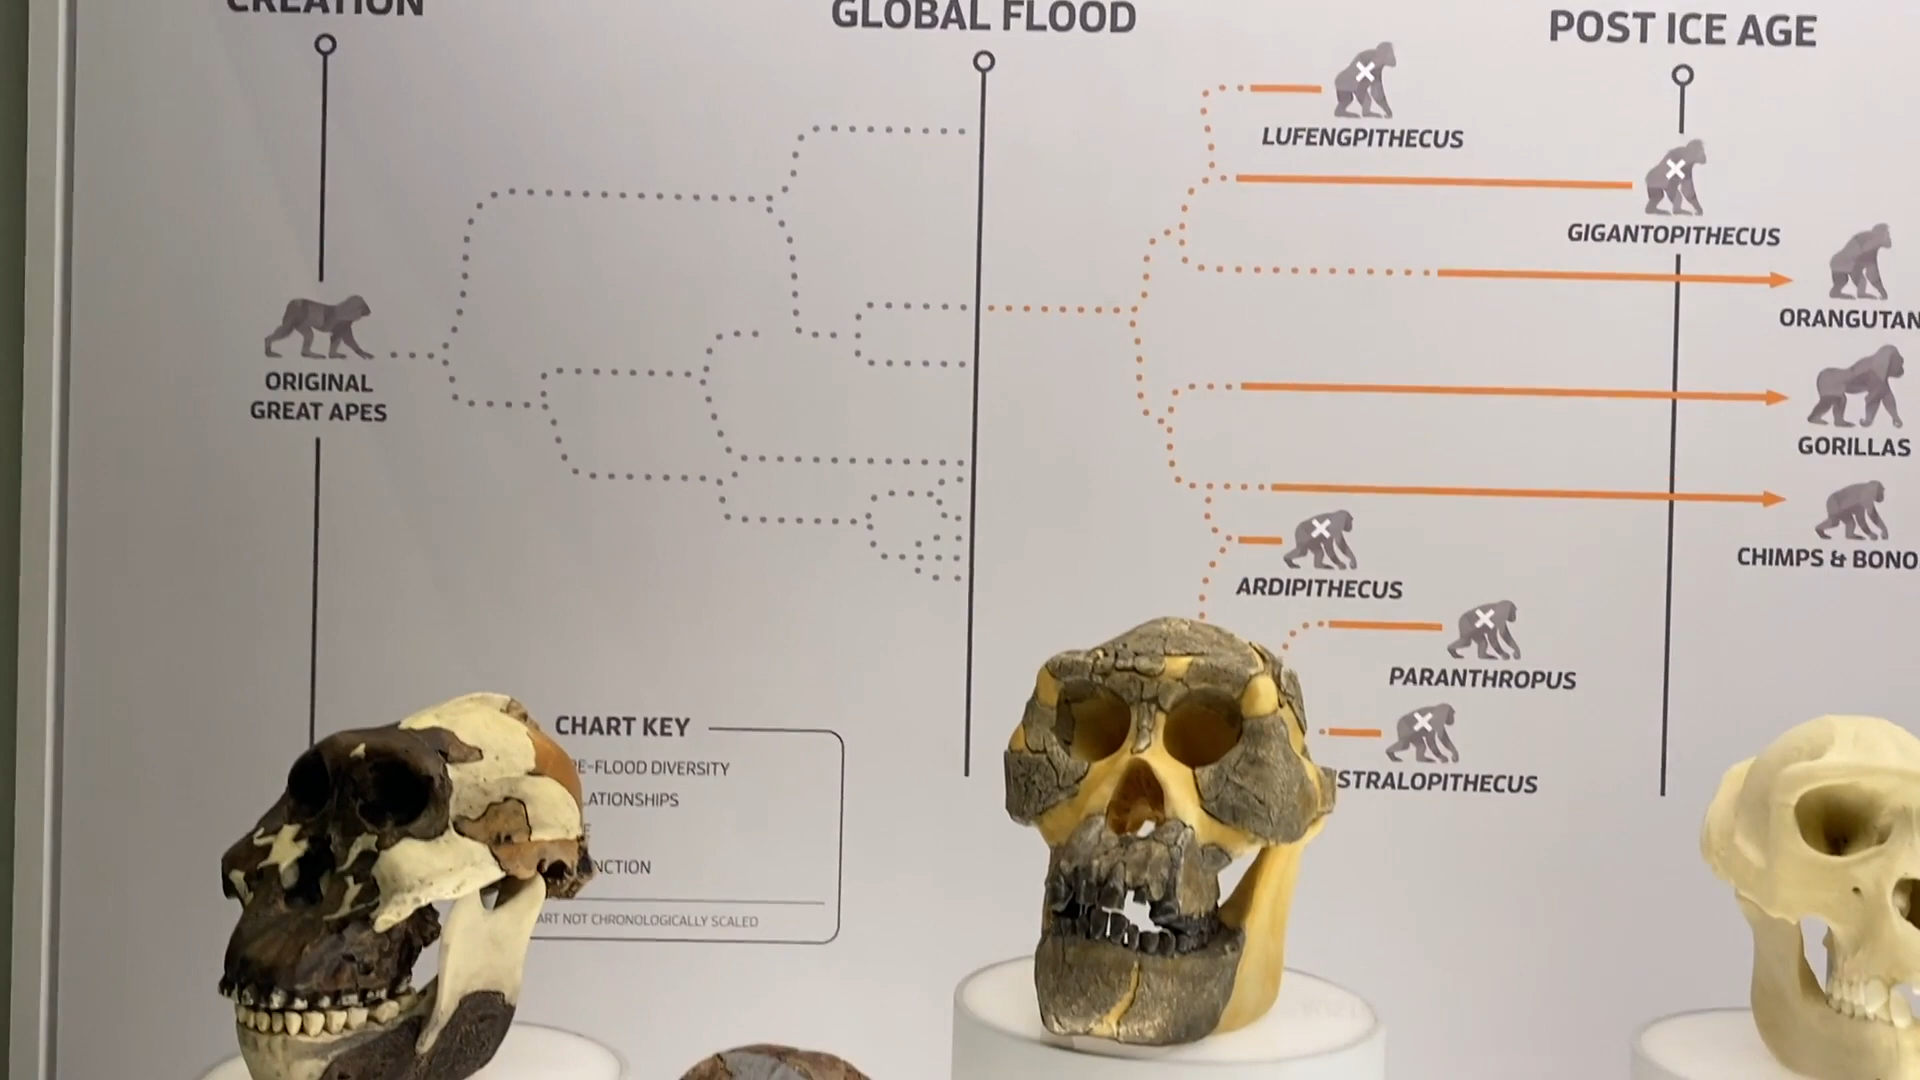 CREATION
GLOBAL FLOOD
POST ICE AGE
LUFENGPITHECUS
GIGANTOPITHECUS
ORANGUTAN
ORIGINAL
GREAT APES
GORILLAS
CHIMPS & BONO
ARDIPITHECUS
PARANTHROPUS
STRALOPITHECUS
CHART KEY
E-FLOOD DIVERSITY
LATIONSHIPS
E
NCTION
ART NOT CHRONOLOGICALLY SCALED